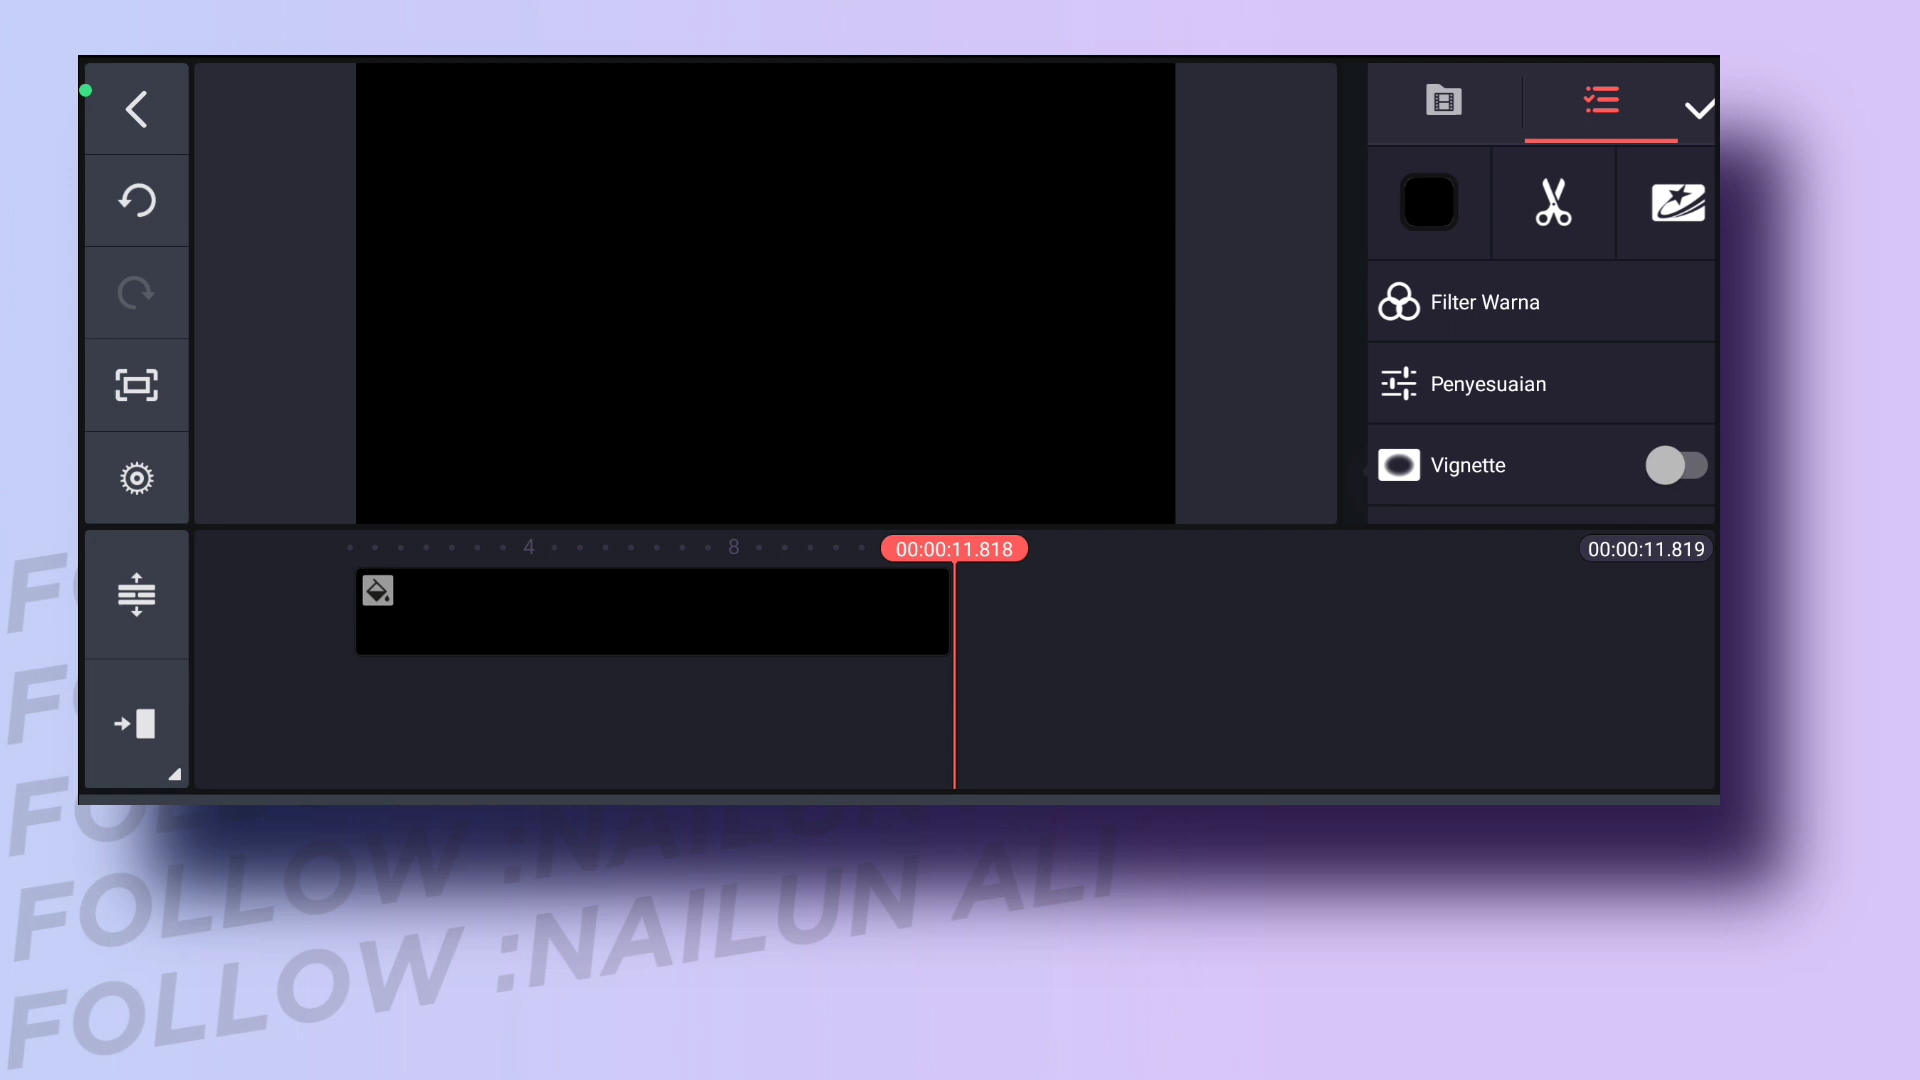 Filter Warna
Penyesuaian
Vignette
4
8
00:00:11.818
00:00:11.819
FOLLOW :NAILUN
FOLLOW :NAILUN ALI